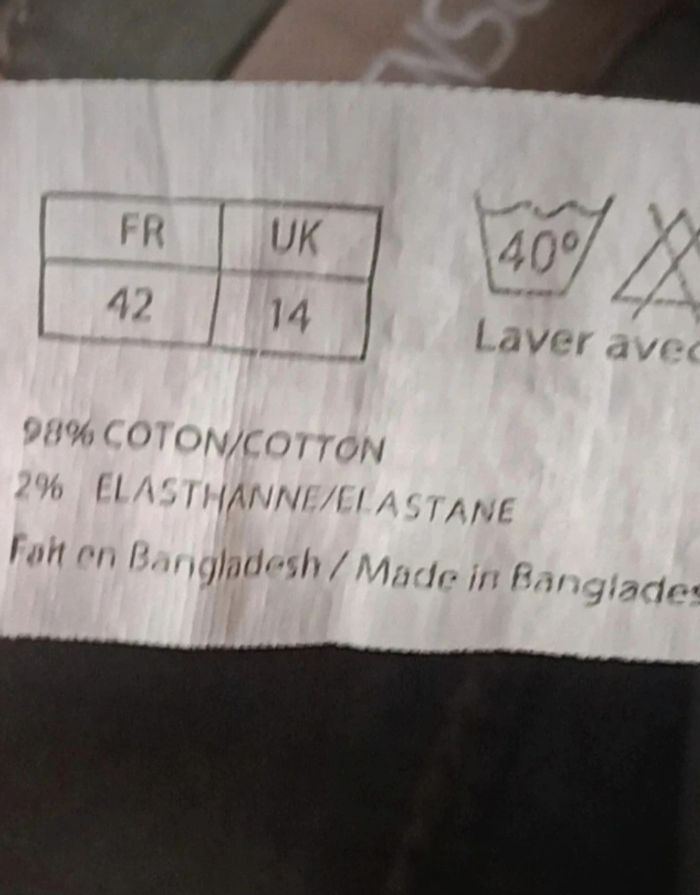 FR UK
42 14
40°
Laver avec
98% COTON/COTTON
2% ELASTHANNE/ELASTANE
Fait en Bangladesh / Made in Banglades